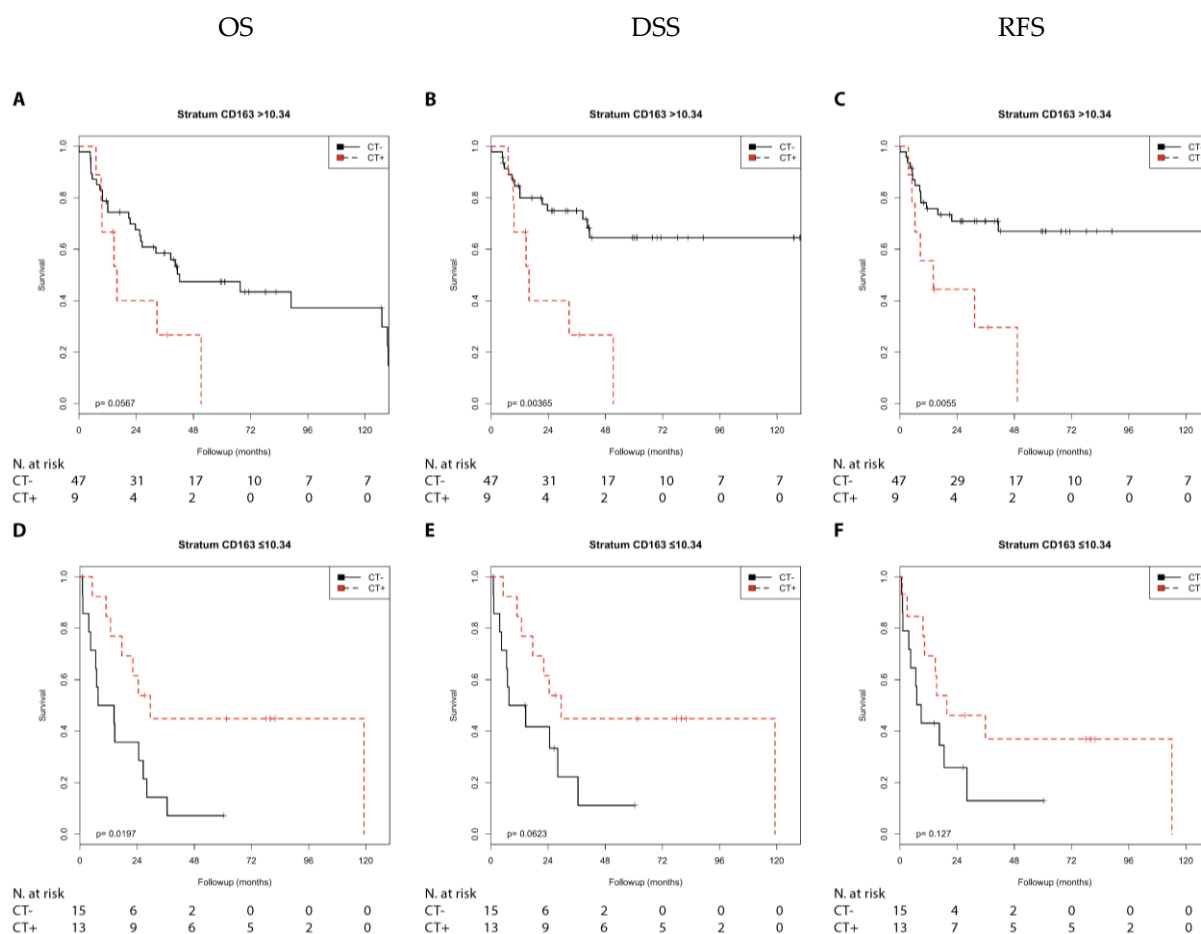 OS DSS RFS
A B C
Stratum CD163 >10.34 Stratum CD163 >10.34 Stratum CD163 >10.34
CT- CT- CT-
CT+ CT+ CT
1.0 1.0 1.0
0.8 0.8 0.8
0.6 0.6 0.6
Survival Survival Survival
0.4 0.4 0.4
0.2 0.2 0.2
0.0 0.0 0.0
p= 0.0567 p= 0.00365 p= 0.0055
0 24 48 72 96 120 0 24 48 72 96 120 0 24 48 72 96 120
Followup (months) Followup (months) Followup (months)
N. at risk N. at risk N. at risk
CT- 47 31 17 10 7 7 CT- 47 31 17 10 7 7 CT- 47 29 17 10 7 7
CT+ 9 4 2 0 0 0 CT+ 9 4 2 0 0 0 CT+ 9 4 2 0 0 0
D E F
Stratum CD163 ≤10.34 Stratum CD163 ≤10.34 Stratum CD163 ≤10.34
CT- CT- CT-
CT+ CT+ CT
1.0 1.0 1.0
0.8 0.8 0.8
0.6 0.6 0.6
Survival Survival Survival
0.4 0.4 0.4
0.2 0.2 0.2
0.0 0.0 0.0
p= 0.0197 p= 0.0623 p= 0.127
0 24 48 72 96 120 0 24 48 72 96 120 0 24 48 72 96 120
Followup (months) Followup (months) Followup (months)
N. at risk N. at risk N. at risk
CT- 15 6 2 0 0 0 CT- 15 6 2 0 0 0 CT- 15 4 2 0 0 0
CT+ 13 9 6 5 2 0 CT+ 13 9 6 5 2 0 CT+ 13 7 5 5 2 0